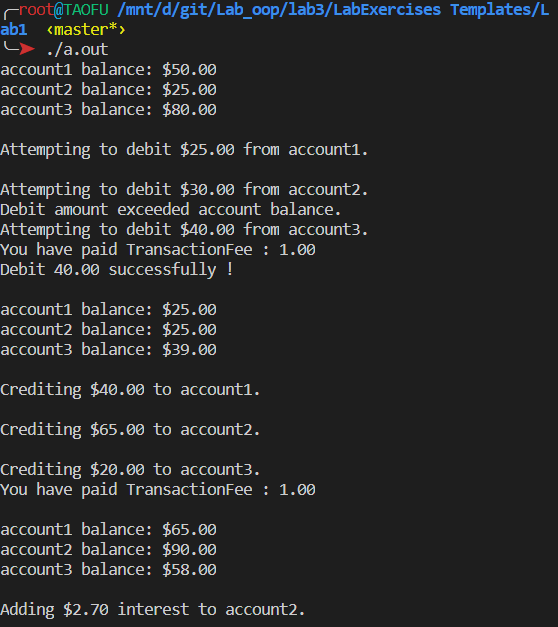 ╭─root@TAOFU /mnt/d/git/Lab_oop/lab3/LabExercises Templates/L
ab1 ‹master*›
╰─➤ ./a.out
account1 balance: $50.00
account2 balance: $25.00
account3 balance: $80.00

Attempting to debit $25.00 from account1.

Attempting to debit $30.00 from account2.
Debit amount exceeded account balance.
Attempting to debit $40.00 from account3.
You have paid TransactionFee : 1.00
Debit 40.00 successfully !

account1 balance: $25.00
account2 balance: $25.00
account3 balance: $39.00

Crediting $40.00 to account1.

Crediting $65.00 to account2.

Crediting $20.00 to account3.
You have paid TransactionFee : 1.00

account1 balance: $65.00
account2 balance: $90.00
account3 balance: $58.00

Adding $2.70 interest to account2.